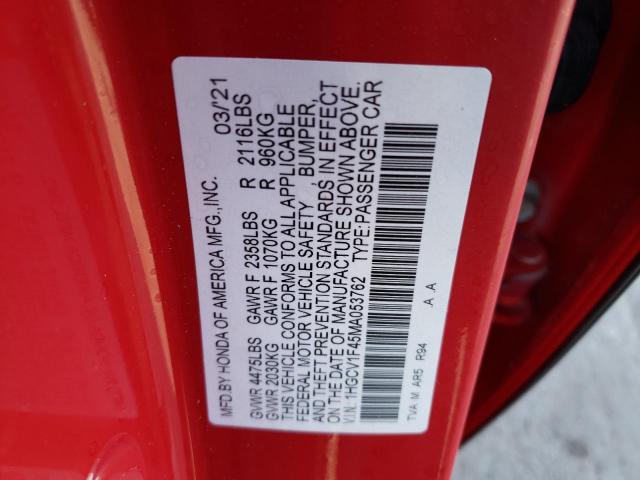 MFD.BY HONDA OF AMERICA MFG.,INC. 03/'21
GVWR 4475LBS GAWR F 2358LBS R 2116LBS
GVWR 2030KG GAWR F 1070KG R 960KG
THIS VEHICLE CONFORMS TO ALL APPLICABLE
FEDERAL MOTOR VEHICLE SAFETY BUMPER,
AND THEFT PREVENTION STANDARDS, IN EFFECT
ON THE DATE OF MANUFACTURE SHOWN ABOVE.
V.I.N: 1HGCV1F45MA053762 TYPE:PASSENGER CAR
TVA M AR5 R94 .A .A